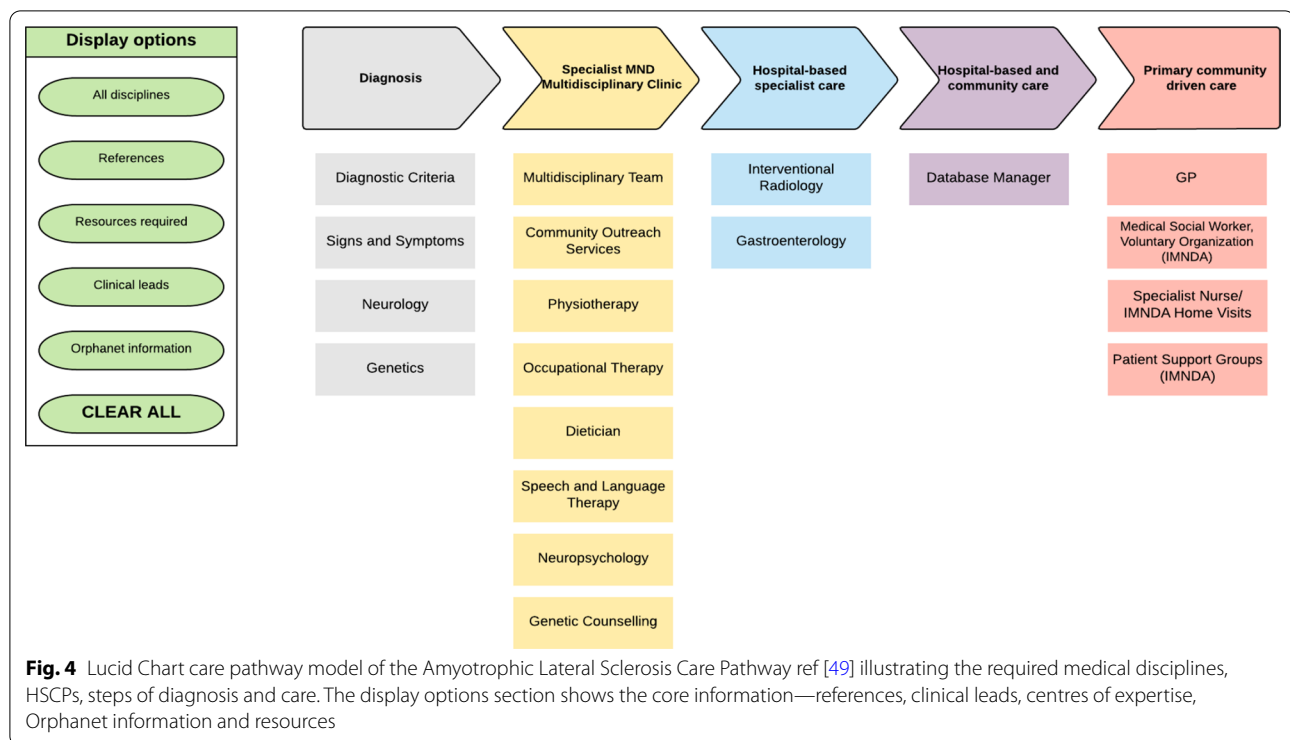 Display options
All disciplines
References
Resources required
Clinical leads
Orphanet information
CLEAR ALL
Diagnosis
Diagnostic Criteria
Signs and Symptoms
Neurology
Genetics
Specialist MND
Multidisciplinary Clinic
Multidisciplinary Team
Community Outreach
Services
Physiotherapy
Occupational Therapy
Dietician
Speech and Language
Therapy
Neuropsychology
Genetic Counselling
Hospital-based
specialist care
Interventional
Radiology
Gastroenterology
Hospital-based and
community care
Database Manager
Primary community
driven care
GP
Medical Social Worker,
Voluntary Organization
(IMNDA)
Specialist Nurse/
IMNDA Home Visits
Patient Support Groups
(IMNDA)
Fig. 4 Lucid Chart care pathway model of the Amyotrophic Lateral Sclerosis Care Pathway ref [49] illustrating the required medical disciplines,
HSCPs, steps of diagnosis and care. The display options section shows the core information—references, clinical leads, centres of expertise,
Orphanet information and resources